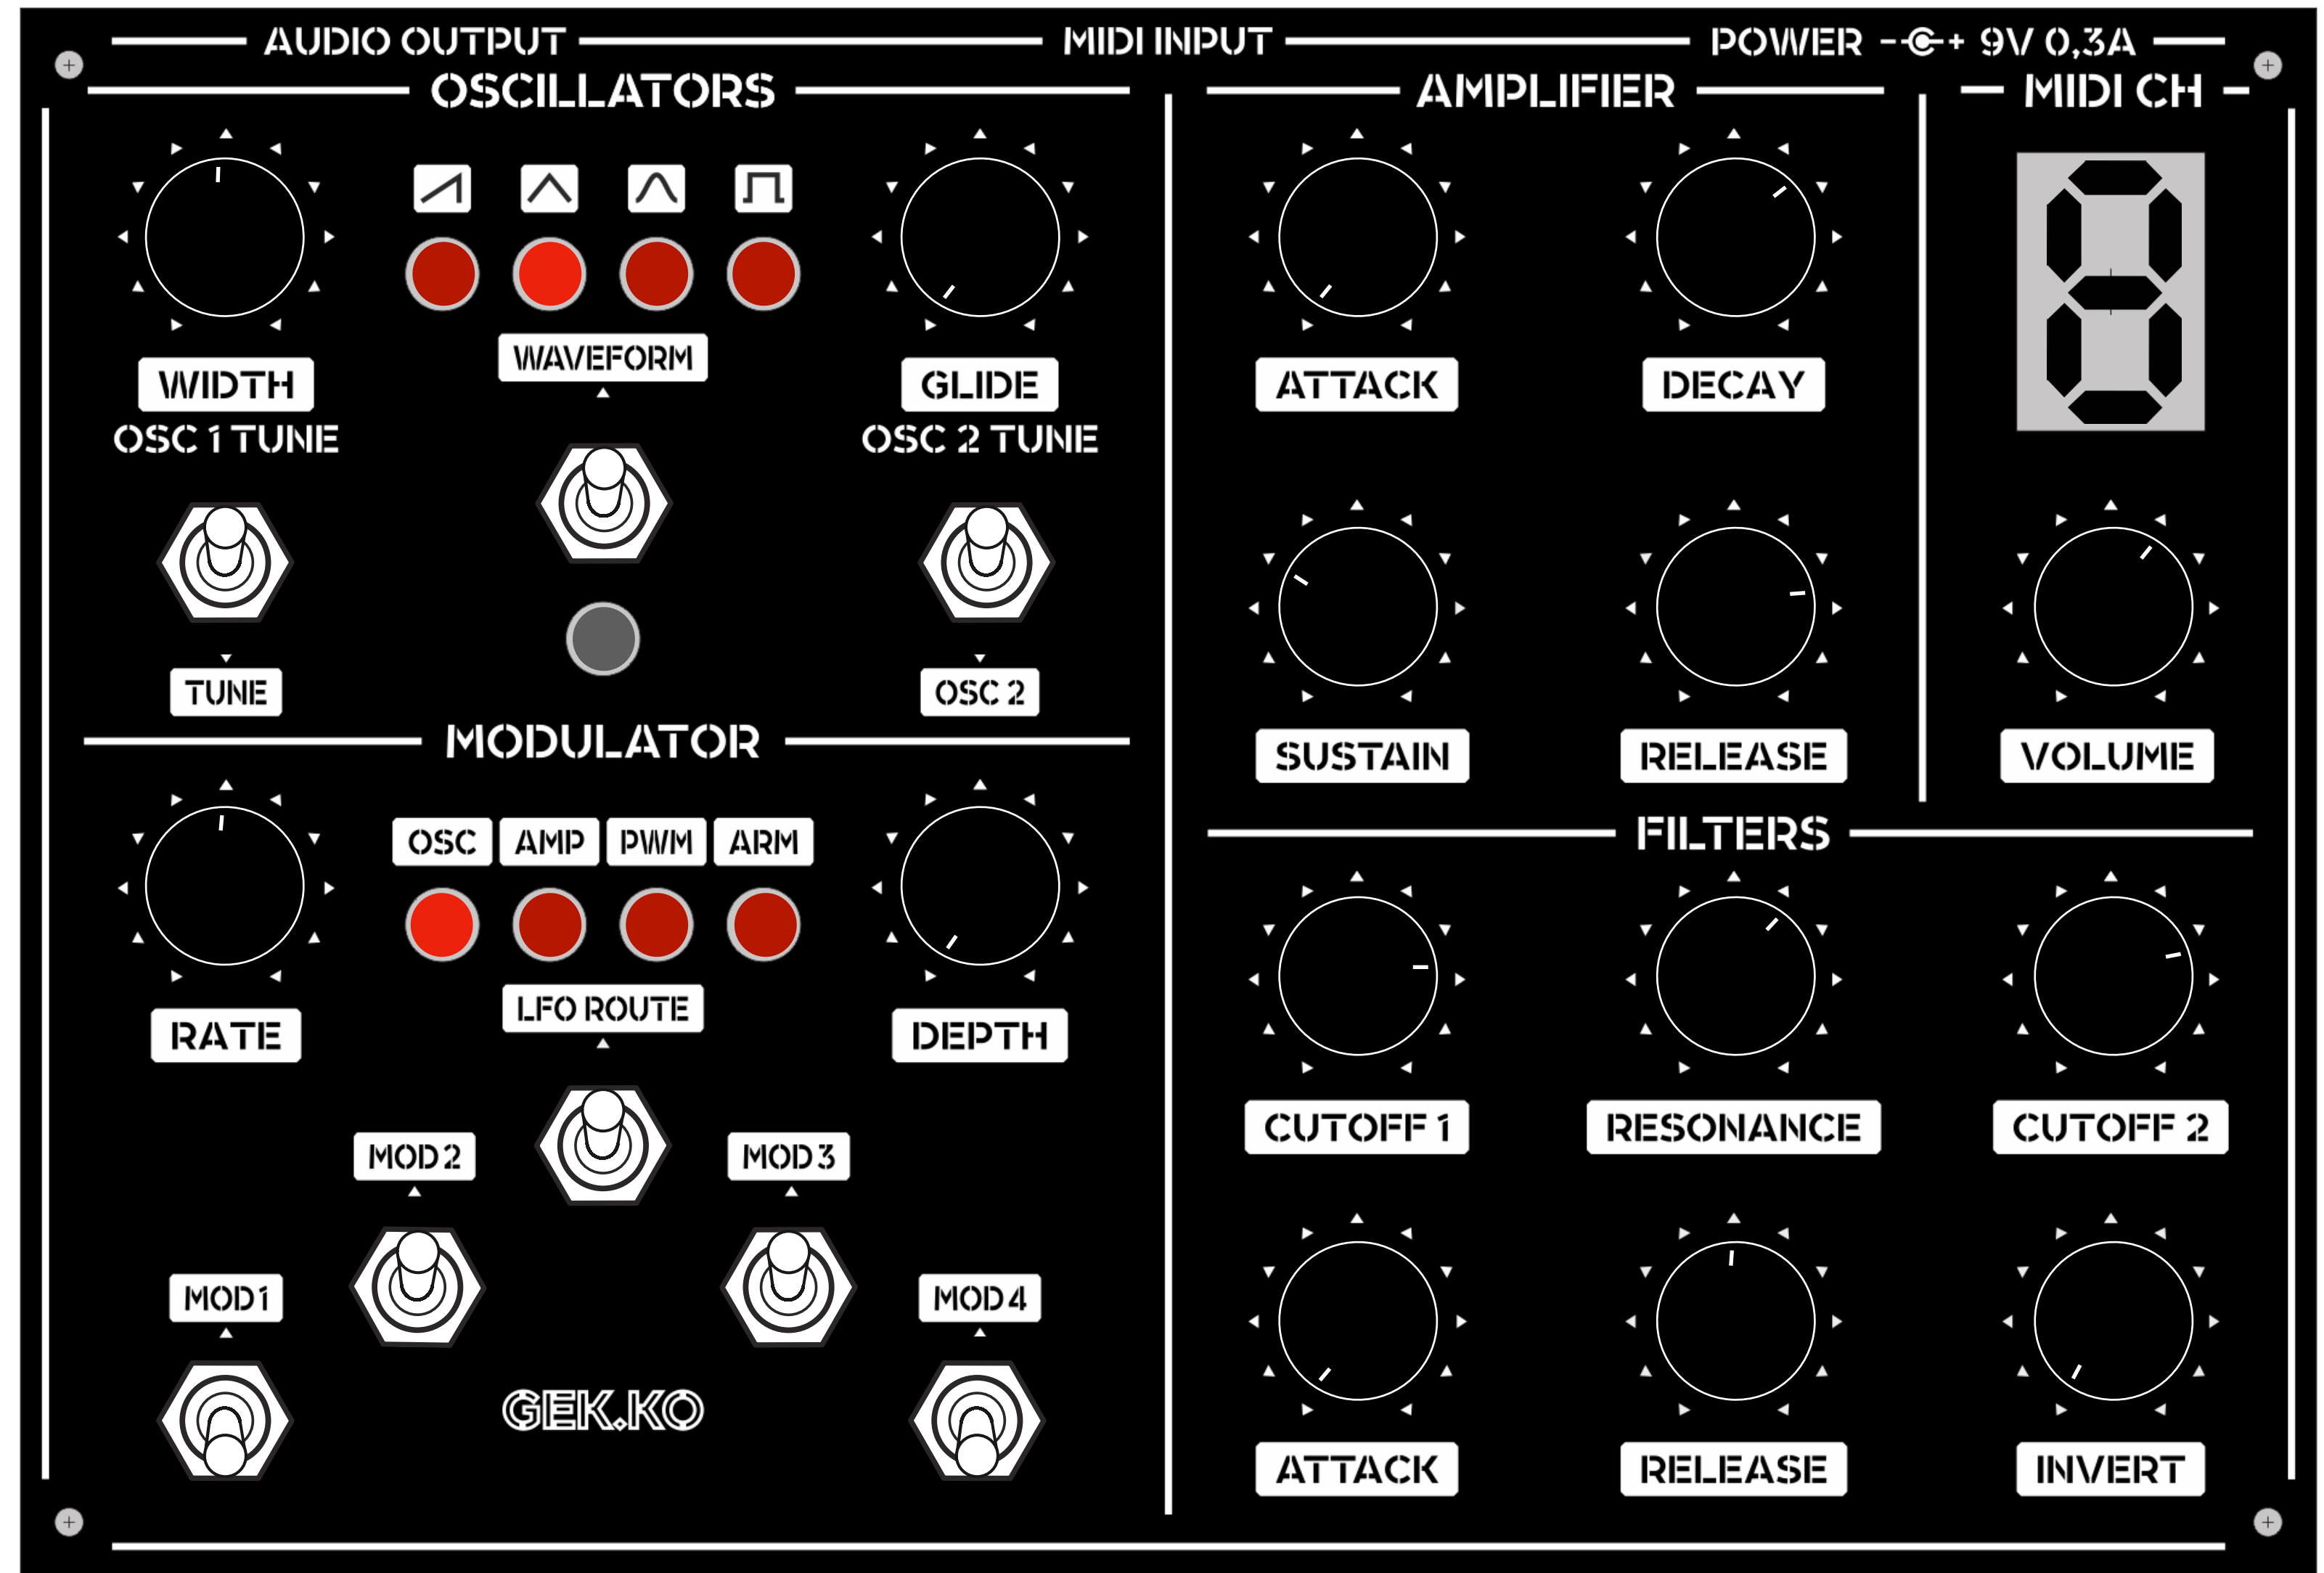 AUDIO OUTPUT MIDI INPUT POWER 9V 0,3A
OSCILLATORS
WAVEFORM
WIDTH
GLIDE
OSC 1 TUNE
OSC 2 TUNE
TUNE
OSC 2
MODULATOR
OSC AMP PWM ARM
LFO ROUTE
RATE
DEPTH
MOD 2
MOD 3
MOD 1
MOD 4
GEK.KO
AMPLIFIER
ATTACK DECAY
SUSTAIN RELEASE
MIDI CH
8
VOLUME
FILTERS
CUTOFF 1 RESONANCE CUTOFF 2
ATTACK RELEASE INVERT